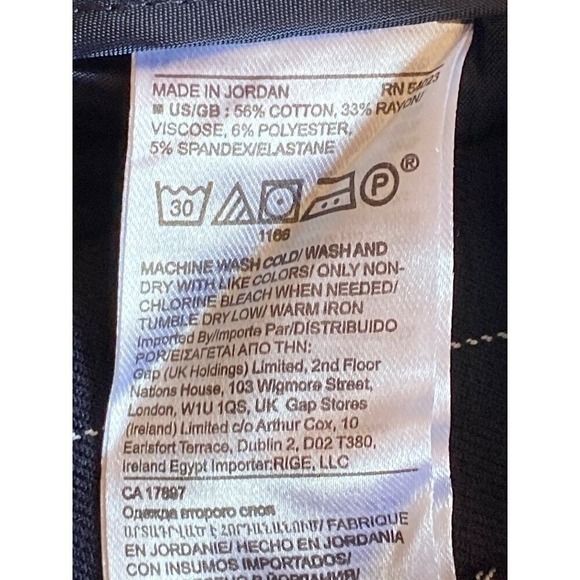 MADE IN JORDAN RN 54023
US/GB : 56% COTTON, 33% RAYON/
VISCOSE, 6% POLYESTER,
5% SPANDEX/ELASTANE
30 P ®
1166
MACHINE WASH COLD/ WASH AND
DRY WITH LIKE COLORS/ ONLY NON-
CHLORINE BLEACH WHEN NEEDED/
TUMBLE DRY LOW/ WARM IRON
Imported By/Importe Par/DISTRIBUIDO
POR/ΕΙΣΑΓΕΤΑΙ ΑΠΟ ΤΗΝ:
Gap (UK Holdings) Limited, 2nd Floor
Nations House, 103 Wigmore Street,
London, W1U 1QS, UK Gap Stores
(Ireland) Limited c/o Arthur Cox, 10
Earlsfort Terrace, Dublin 2, D02 T380,
Ireland Egypt Importer:RIGE, LLC
CA 17897
Одежда второго слоя
ԱՐՏԱԴՐՎԱԾ Է ՀՈՐԴԱՆԱՆՈՒՄ/ FABRIQUE
EN JORDANIE/ HECHO EN JORDANIA
CON INSUMOS IMPORTADOS/